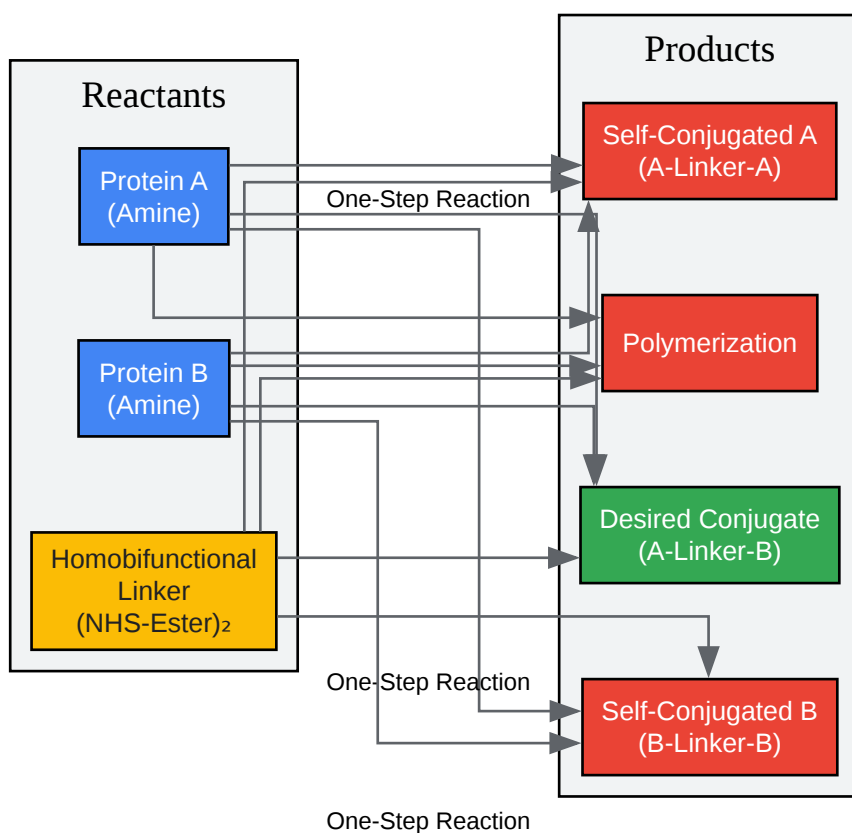 Reactants
Protein A
(Amine)
Protein B
(Amine)
Homobifunctional
Linker
(NHS-Ester)₂
One-Step Reaction
One-Step Reaction
One-Step Reaction
Products
Self-Conjugated A
(A-Linker-A)
Polymerization
Desired Conjugate
(A-Linker-B)
Self-Conjugated B
(B-Linker-B)